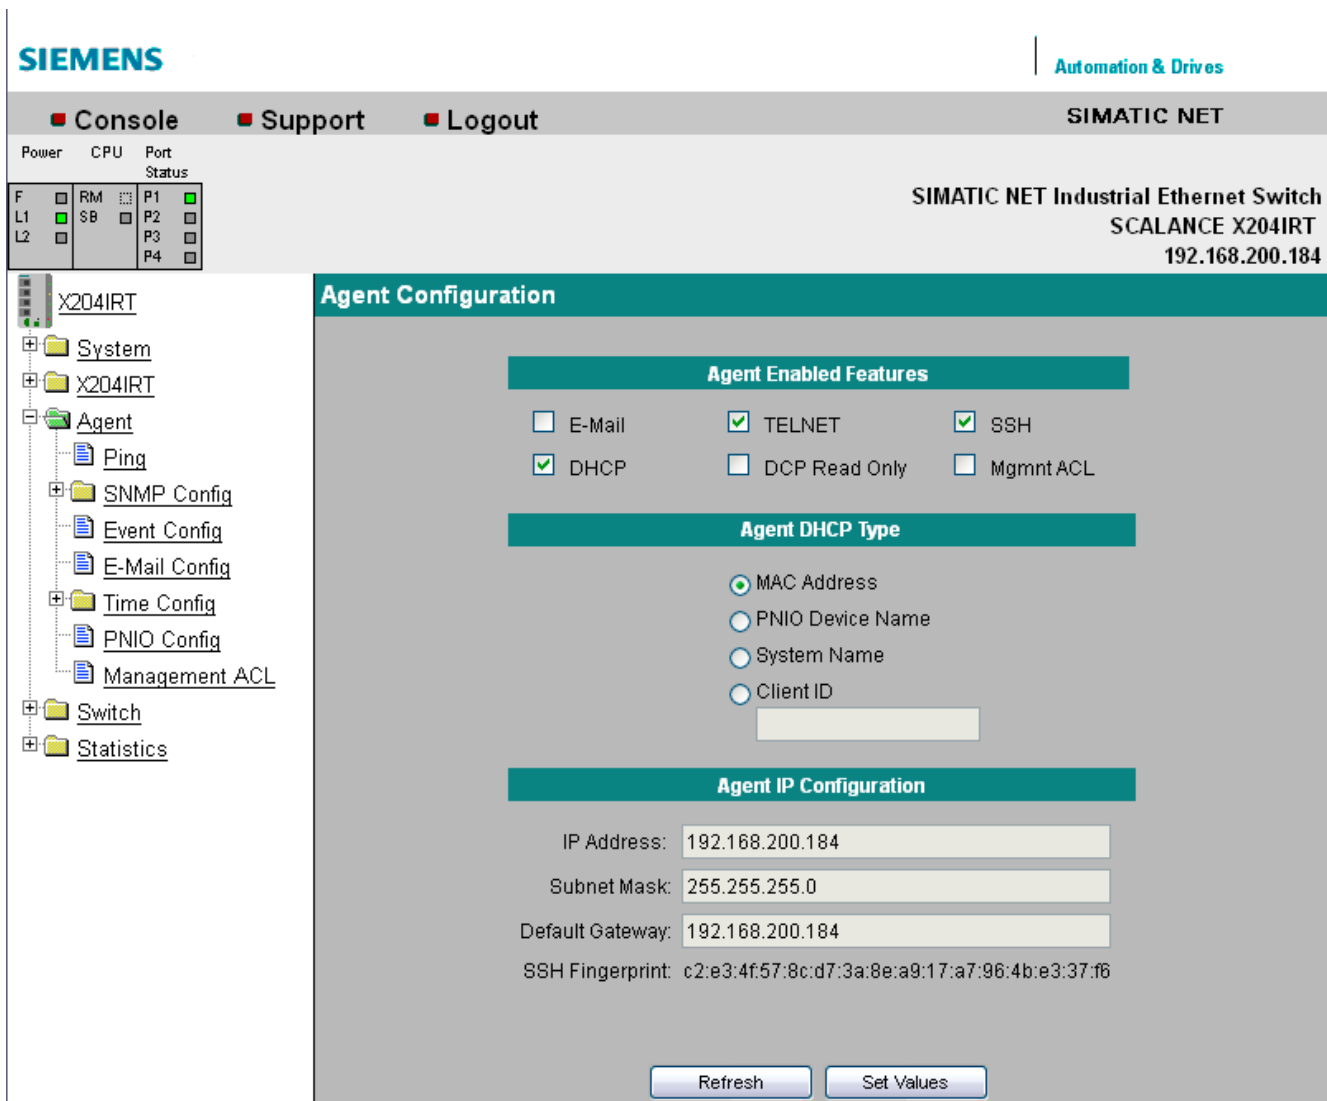 SIEMENS
Automation & Drives
Console Support Logout
SIMATIC NET
Power CPU Port Status
F RM P1
L1 SB P2
L2 P3
P4
SIMATIC NET Industrial Ethernet Switch
SCALANCE X204IRT
192.168.200.184
X204IRT
System
X204IRT
Agent
Ping
SNMP Config
Event Config
E-Mail Config
Time Config
PNIO Config
Management ACL
Switch
Statistics
Agent Configuration
Agent Enabled Features
E-Mail TELNET SSH
DHCP DCP Read Only Mgmnt ACL
Agent DHCP Type
MAC Address
PNIO Device Name
System Name
Client ID
Agent IP Configuration
IP Address: 192.168.200.184
Subnet Mask: 255.255.255.0
Default Gateway: 192.168.200.184
SSH Fingerprint: c2:e3:4f:57:8c:d7:3a:8e:a9:17:a7:96:4b:e3:37:f6
Refresh Set Values